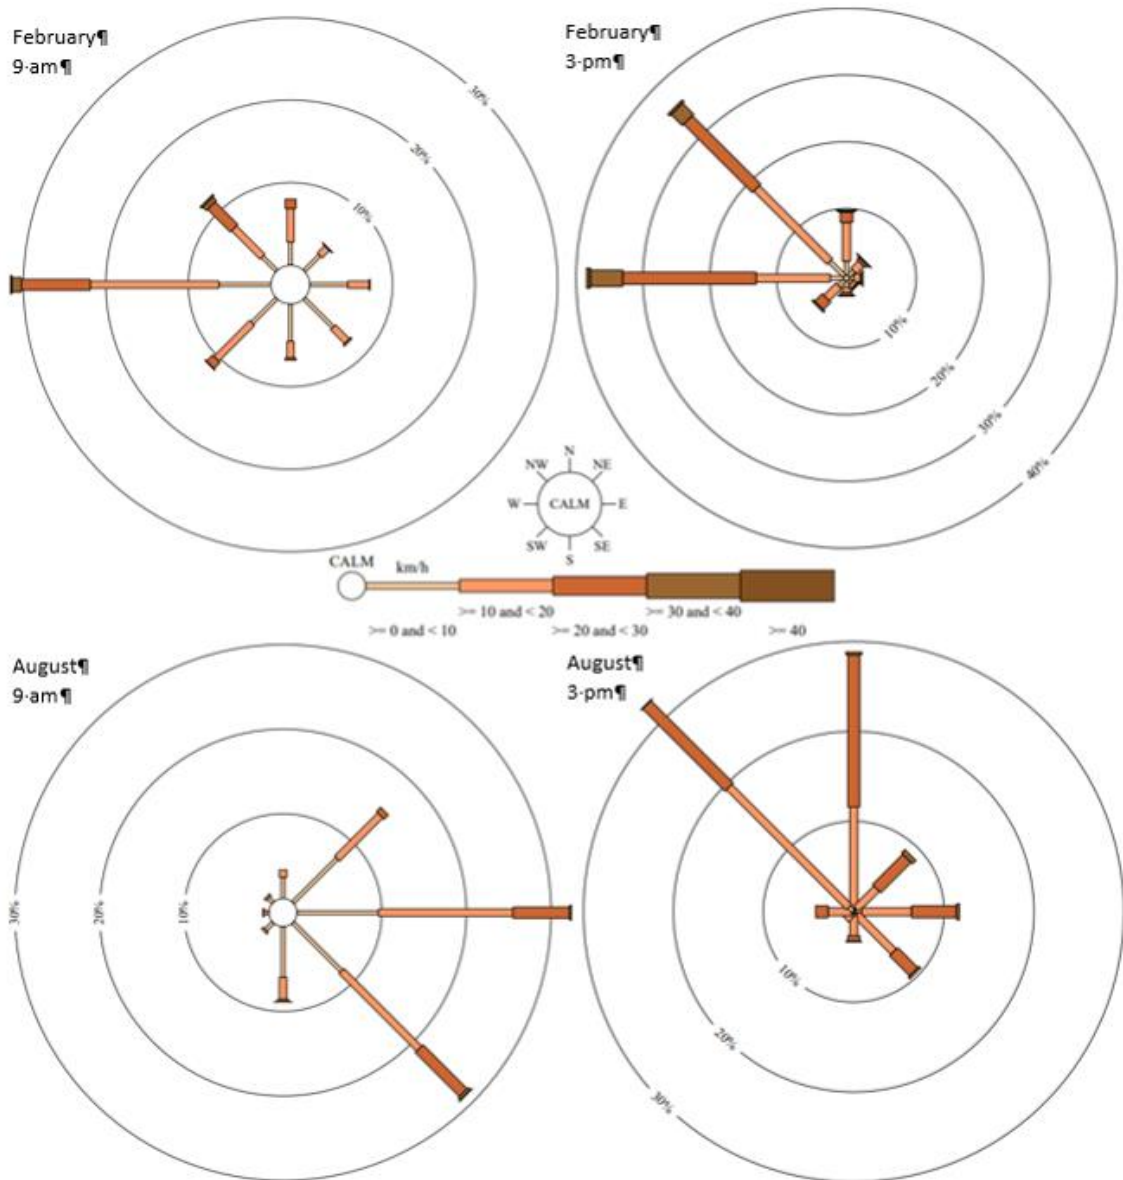 February¶
9·am¶
30%
20%
10%
February¶
3·pm¶
10%
20%
30%
40%
N
NW NE
W CALM E
SW SE
S
CALM
km/h
>= 10 and < 20 >= 30 and < 40
>= 0 and < 10 >= 20 and < 30 >= 40
August¶
9·am¶
30%
20%
10%
August¶
3·pm¶
10%
20%
30%